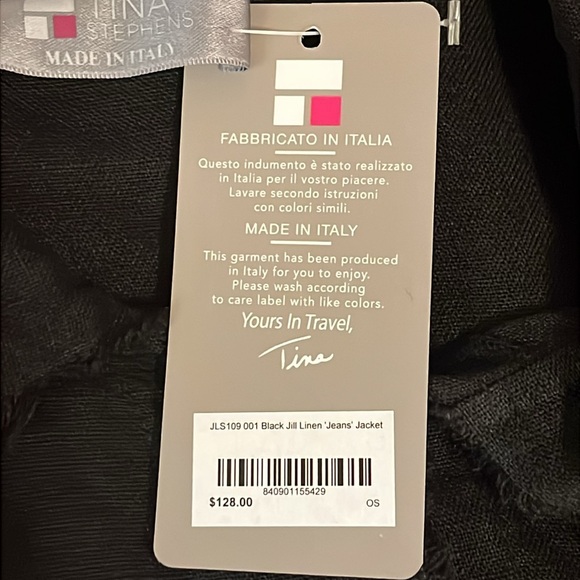 TINA
STEPHENS
MADE IN ITALY
FABBRICATO IN ITALIA
Questo indumento è stato realizzato
in Italia per il vostro piacere.
Lavare secondo istruzioni
con colori simili.
MADE IN ITALY
This garment has been produced
in Italy for you to enjoy.
Please wash according
to care label with like colors.
Yours In Travel,
Tina
JLS109 001 Black Jill Linen 'Jeans' Jacket
840901155429
$128.00
OS